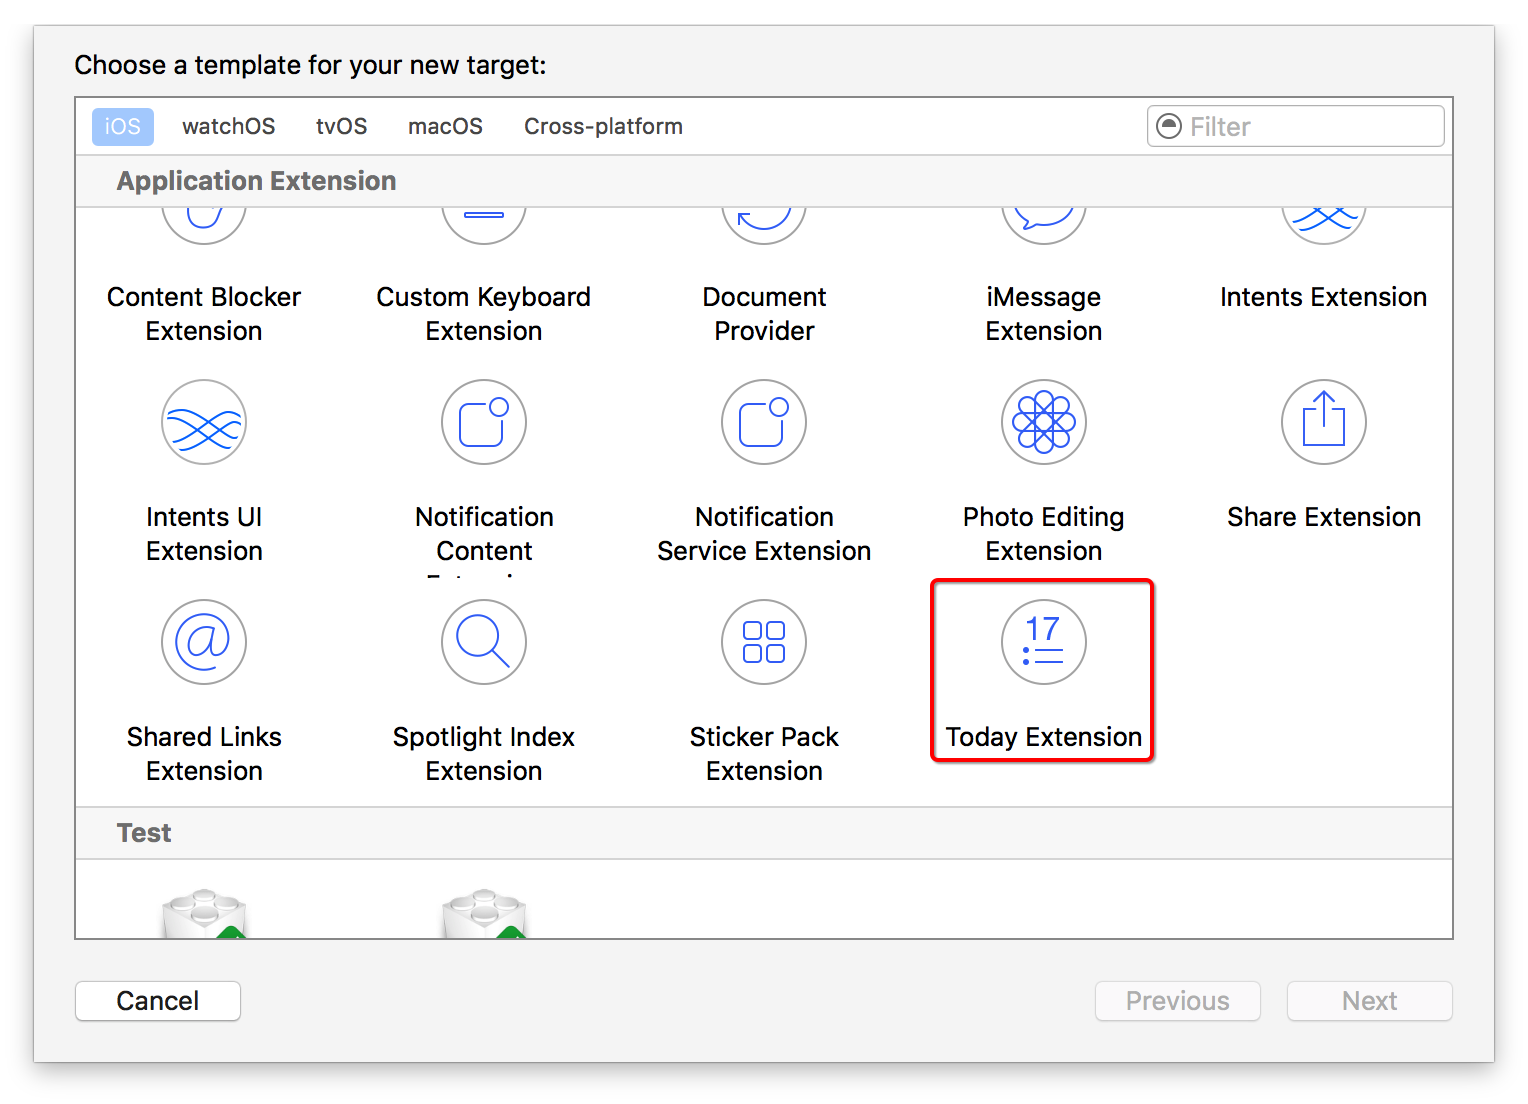 Choose a template for your new target:
iOS watchOS tvOS macOS Cross-platform Filter
Application Extension
Content Blocker Custom Keyboard Document iMessage Intents Extension
Extension Extension Provider Extension
Intents UI Notification Notification Photo Editing Share Extension
Extension Content Service Extension Extension
17
Shared Links Spotlight Index Sticker Pack Today Extension
Extension Extension Extension
Test
Cancel Previous Next